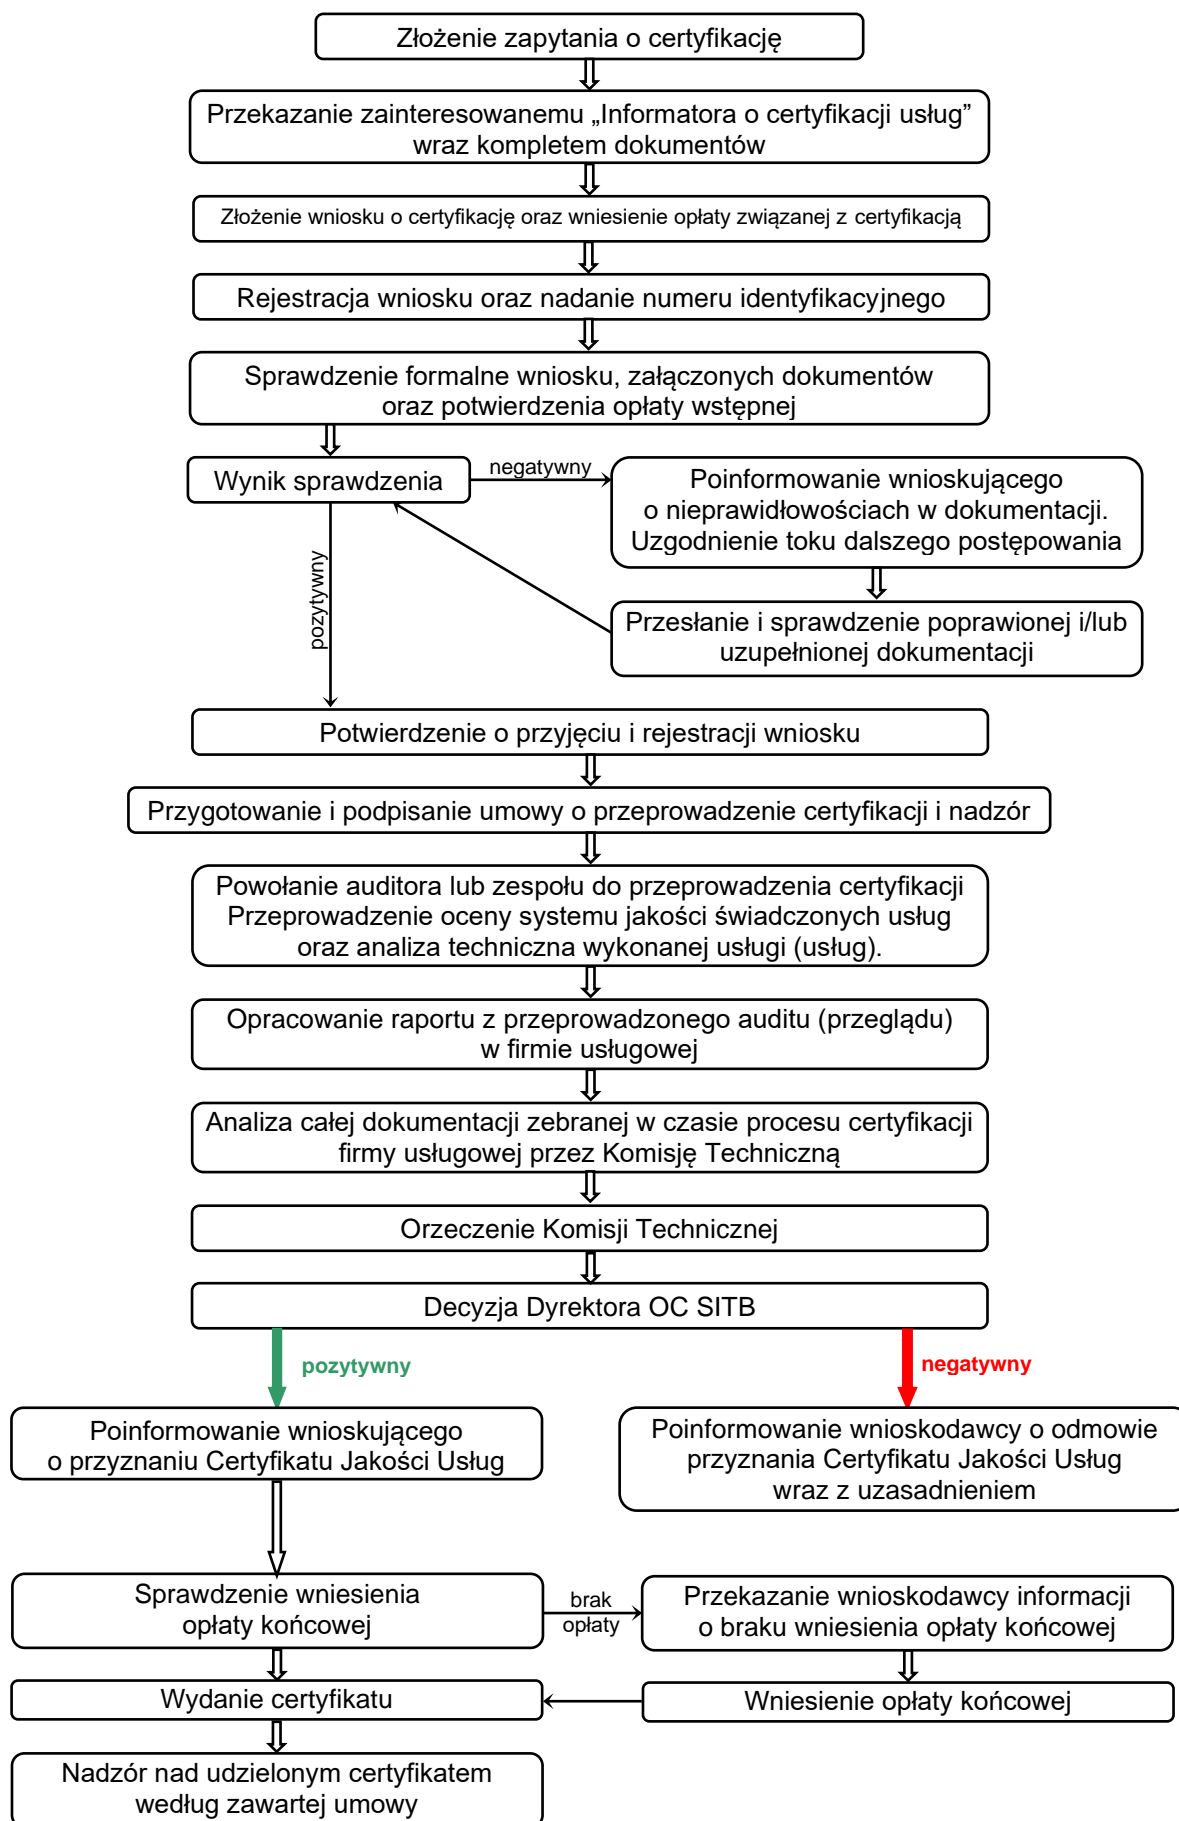 Złożenie zapytania o certyfikację
Przekazanie zainteresowanemu „Informatora o certyfikacji usług”
wraz kompletem dokumentów
Złożenie wniosku o certyfikację oraz wniesienie opłaty związanej z certyfikacją
Rejestracja wniosku oraz nadanie numeru identyfikacyjnego
Sprawdzenie formalne wniosku, załączonych dokumentów
oraz potwierdzenia opłaty wstępnej
Wynik sprawdzenia
negatywny
Poinformowanie wnioskującego
o nieprawidłowościach w dokumentacji.
Uzgodnienie toku dalszego postępowania
pozytywny
Przesłanie i sprawdzenie poprawionej i/lub
uzupełnionej dokumentacji
Potwierdzenie o przyjęciu i rejestracji wniosku
Przygotowanie i podpisanie umowy o przeprowadzenie certyfikacji i nadzór
Powołanie auditora lub zespołu do przeprowadzenia certyfikacji
Przeprowadzenie oceny systemu jakości świadczonych usług
oraz analiza techniczna wykonanej usługi (usług).
Opracowanie raportu z przeprowadzonego auditu (przeglądu)
w firmie usługowej
Analiza całej dokumentacji zebranej w czasie procesu certyfikacji
firmy usługowej przez Komisję Techniczną
Orzeczenie Komisji Technicznej
Decyzja Dyrektora OC SITB
pozytywny
negatywny
Poinformowanie wnioskującego
o przyznaniu Certyfikatu Jakości Usług
Poinformowanie wnioskodawcy o odmowie
przyznania Certyfikatu Jakości Usług
wraz z uzasadnieniem
Sprawdzenie wniesienia
opłaty końcowej
brak
opłaty
Przekazanie wnioskodawcy informacji
o braku wniesienia opłaty końcowej
Wydanie certyfikatu
Wniesienie opłaty końcowej
Nadzór nad udzielonym certyfikatem
według zawartej umowy